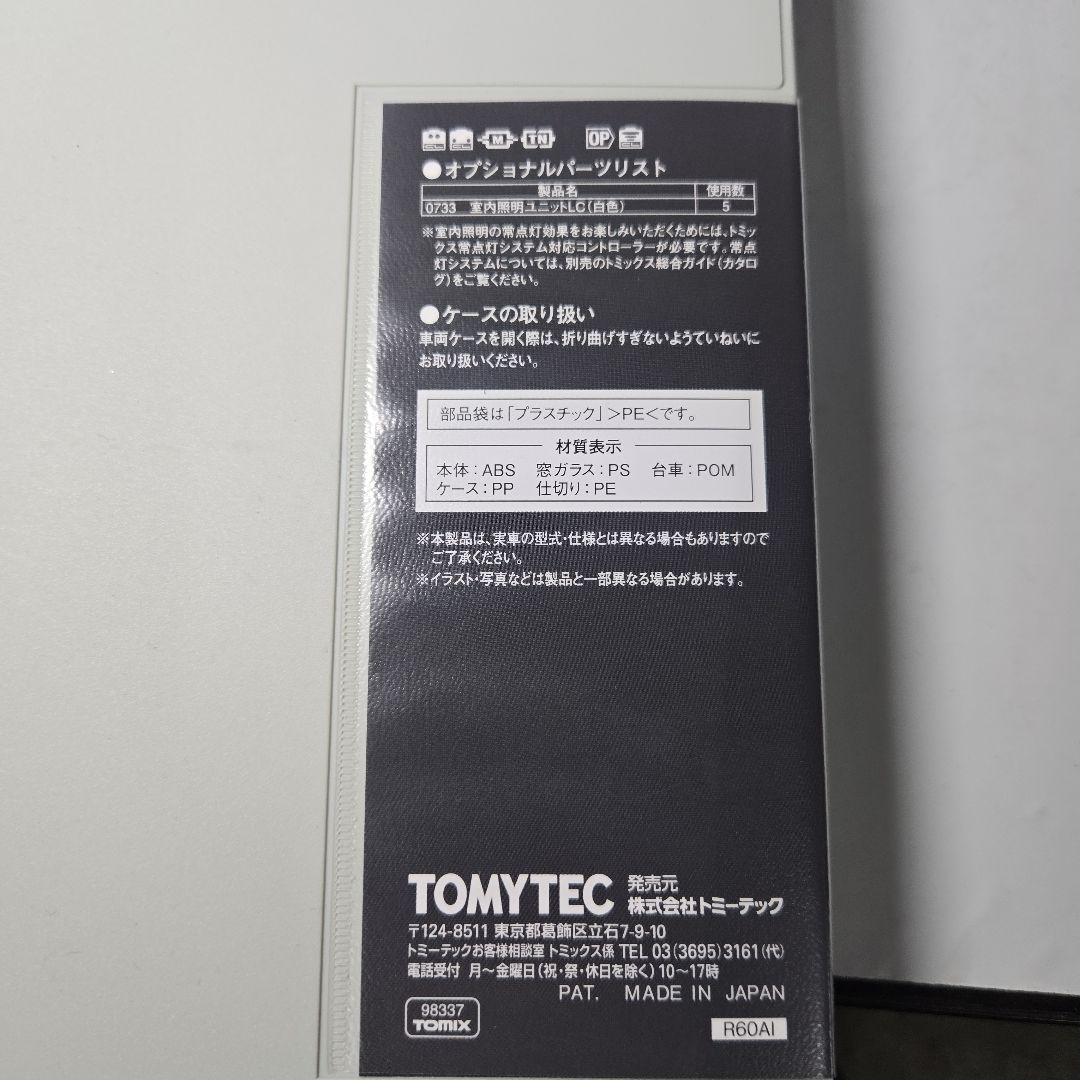 M TN OP
●オプショナルパーツリスト
製品名 使用数
0733 室内照明ユニットLC(白色) 5
※室内照明の常点灯効果をお楽しみいただくためには、トミッ
クス常点灯システム対応コントローラーが必要です。常点
灯システムについては、別売のトミックス総合ガイド(カタロ
グ)をご覧ください。
●ケースの取り扱い
車両ケースを開く際は、折り曲げすぎないようていねいに
お取り扱いください。
部品袋は「プラスチック」>PE<です。
材質表示
本体:ABS 窓ガラス:PS 台車:POM
ケース:PP 仕切り:PE
※本製品は、実車の型式・仕様とは異なる場合もありますので
ご了承ください。
※イラスト・写真などは製品と一部異なる場合があります。
TOMYTEC 発売元
株式会社トミーテック
〒124-8511 東京都葛飾区立石7-9-10
トミーテックお客様相談室 トミックス係 TEL 03(3695)3161(代)
電話受付 月〜金曜日(祝・祭・休日を除く)10〜17時
PAT. MADE IN JAPAN
98337
TOMIX
R60AI